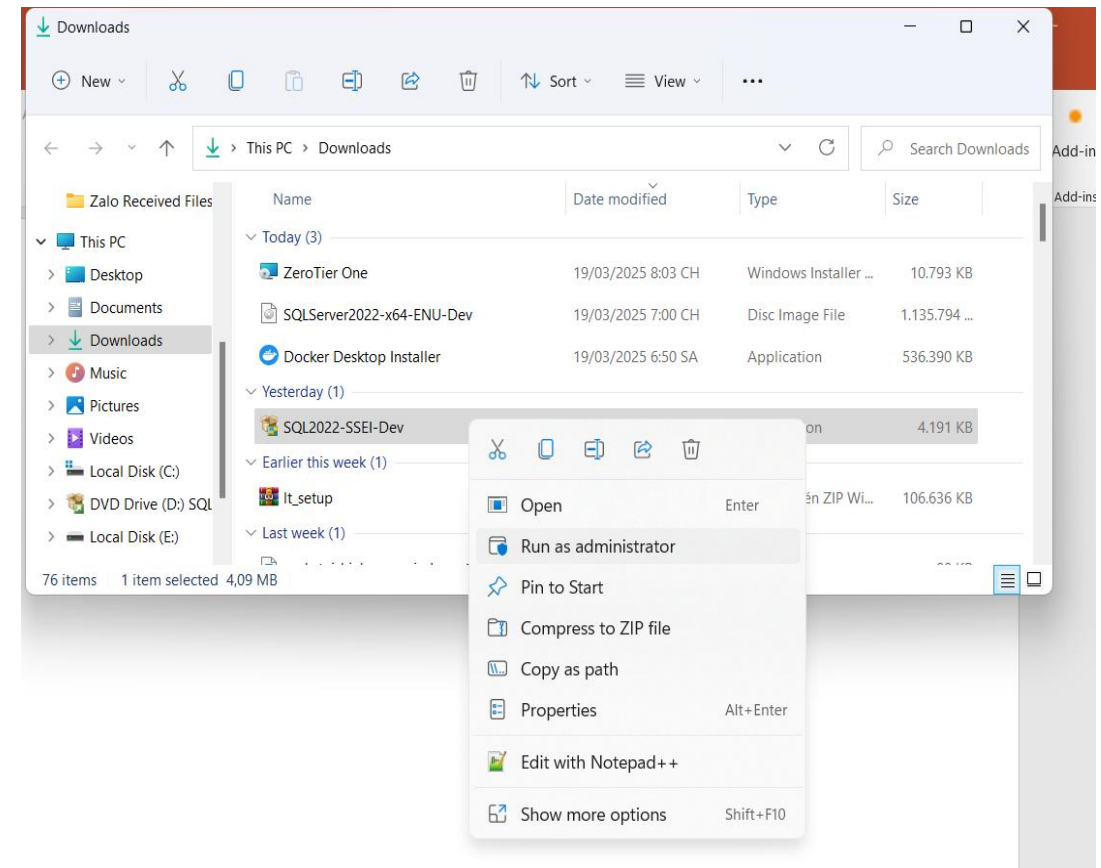 Downloads
New
Sort
View
This PC > Downloads
Search Downloads
Add-in
Add-ins
Zalo Received Files
This PC
Desktop
Documents
Downloads
Music
Pictures
Videos
Local Disk (C:)
DVD Drive (D:) SQL
Local Disk (E:)
Name Date modified Type Size
Today (3)
ZeroTier One 19/03/2025 8:03 CH Windows Installer ... 10.793 KB
SQLServer2022-x64-ENU-Dev 19/03/2025 7:00 CH Disc Image File 1.135.794 ...
Docker Desktop Installer 19/03/2025 6:50 SA Application 536.390 KB
Yesterday (1)
SQL2022-SSEI-Dev on 4.191 KB
Earlier this week (1)
lt_setup én ZIP Wi... 106.636 KB
Last week (1)
76 items 1 item selected 4,09 MB
Open Enter
Run as administrator
Pin to Start
Compress to ZIP file
Copy as path
Properties Alt+Enter
Edit with Notepad++
Show more options Shift+F10